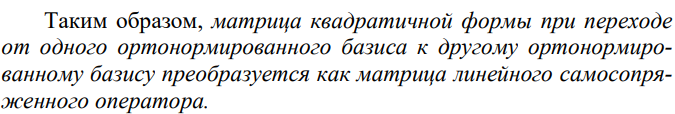 Таким образом, матрица квадратичной формы при переходе
от одного ортонормированного базиса к другому ортонормиро-
ванному базису преобразуется как матрица линейного самосопря-
женного оператора.